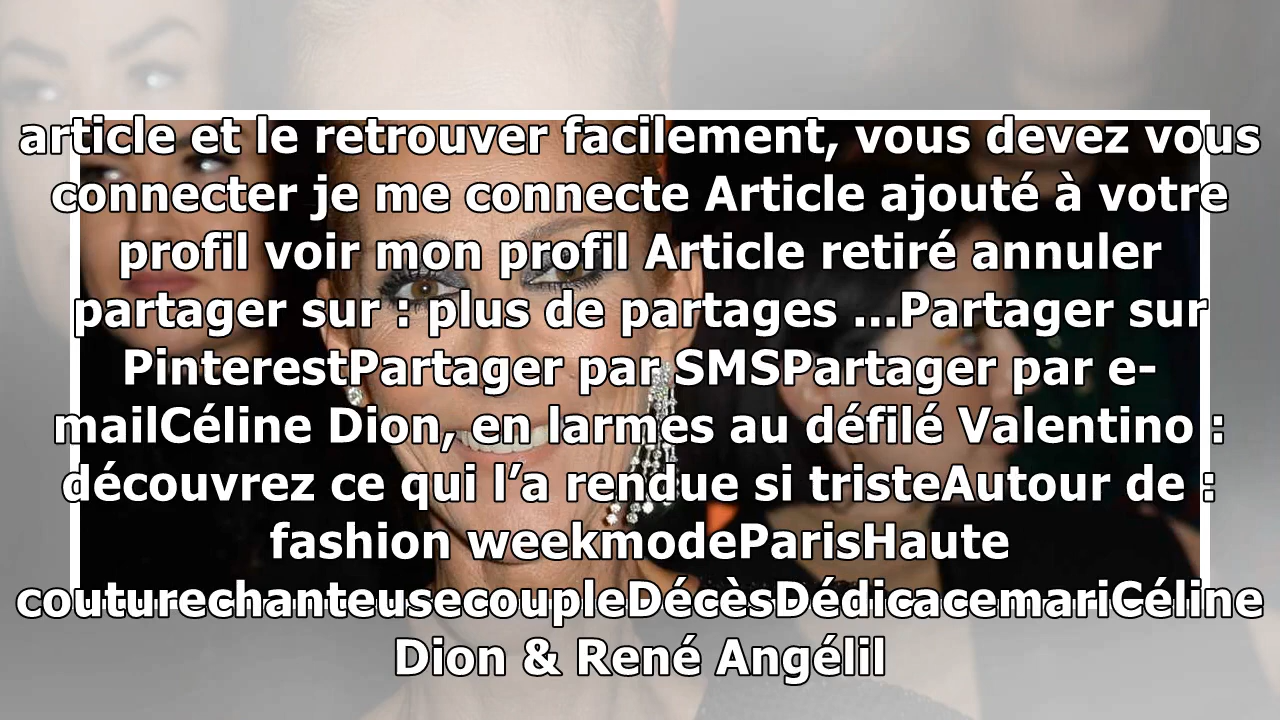 article et le retrouver facilement, vous devez vous
connecter je me connecte Article ajouté à votre
profil voir mon profil Article retiré annuler
partager sur : plus de partages ...Partager sur
PinterestPartager par SMSPartager par e-
mailCéline Dion, en larmes au défilé Valentino :
découvrez ce qui l’a rendue si tristeAutour de :
fashion weekmodeParisHaute
couturechanteusecoupleDécèsDédicacemariCéline
Dion & René Angélil